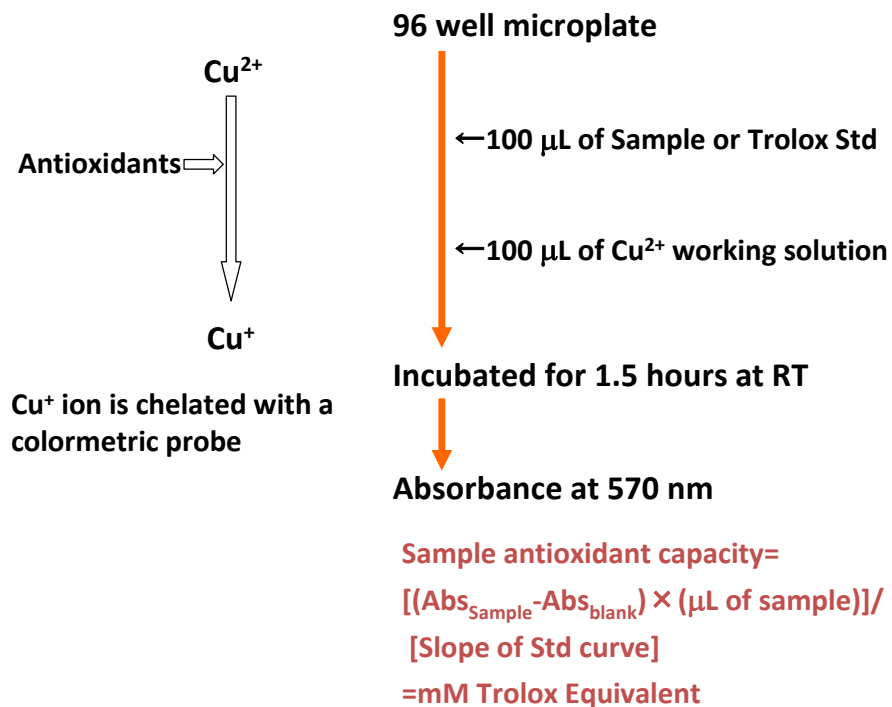 96 well microplate
Cu²⁺
Antioxidants
←100 μL of Sample or Trolox Std
←100 μL of Cu²⁺ working solution
Cu⁺
Cu⁺ ion is chelated with a
colormetric probe
Incubated for 1.5 hours at RT
Absorbance at 570 nm
Sample antioxidant capacity=
[(Abs_Sample-Abs_blank) × (μL of sample)]/
[Slope of Std curve]
=mM Trolox Equivalent